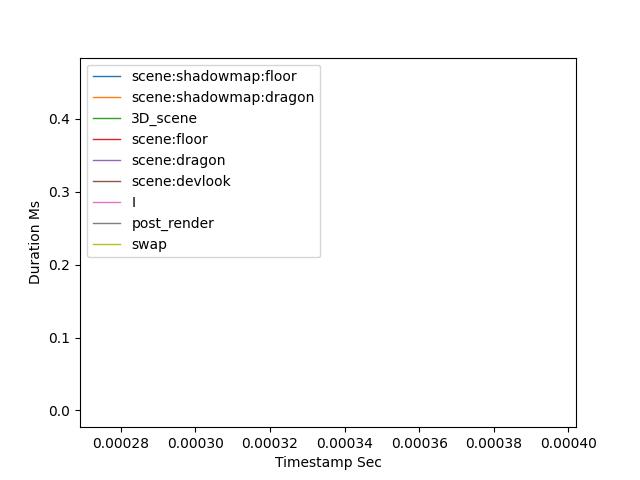 scene:shadowmap:floor
scene:shadowmap:dragon
3D_scene
scene:floor
scene:dragon
scene:devlook
I
post_render
swap
Duration Ms
0.4
0.3
0.2
0.1
0.0
0.00028 0.00030 0.00032 0.00034 0.00036 0.00038 0.00040
Timestamp Sec